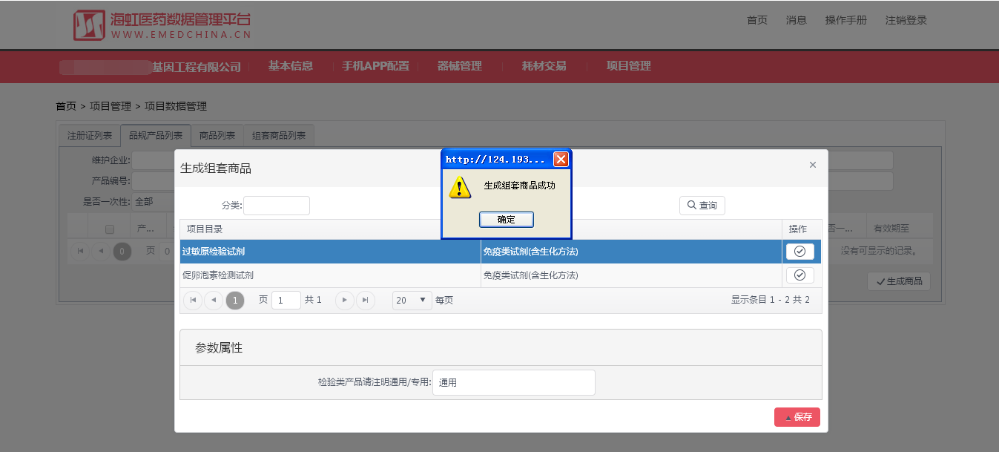 海虹医药数据管理平台
WWW.EMEDCHINA.CN
首页 消息 操作手册 注销登录
基因工程有限公司 基本信息 手机APP配置 器械管理 耗材交易 项目管理
首页 > 项目管理 > 项目数据管理
注册证列表 品规产品列表 商品列表 组套商品列表
维护企业:
产品编号:
是否一次性: 全部
产... 否一... 有效期至
0 页 0 没有可显示的记录。
生成商品
生成组套商品 ×
http://124.193...
生成组套商品成功
确定
分类: 查询
项目目录 操作
过敏原检验试剂 免疫类试剂(含生化方法)
促卵泡素检测试剂 免疫类试剂(含生化方法)
1 页 1 共 1 20 每页 显示条目 1 - 2 共 2
参数属性
检验类产品请注明通用/专用: 通用
保存